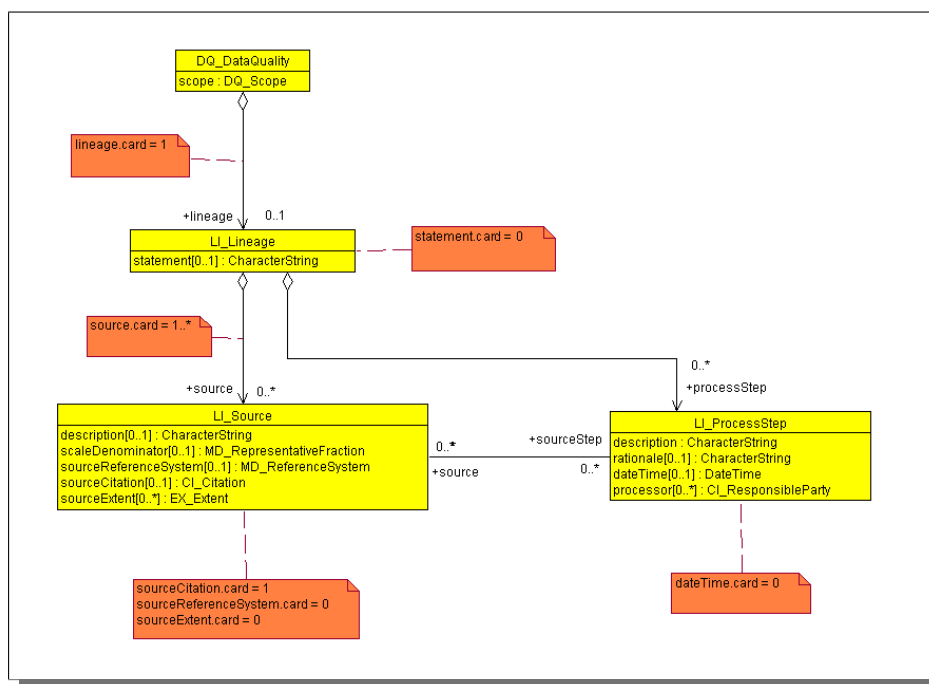 DQ_DataQuality
scope : DQ_Scope
lineage.card = 1
+lineage 0..1
LI_Lineage
statement[0..1] : CharacterString
statement.card = 0
source.card = 1..*
+source 0..*
0..*
+processStep
LI_Source
description[0..1] : CharacterString
scaleDenominator[0..1] : MD_RepresentativeFraction
sourceReferenceSystem[0..1] : MD_ReferenceSystem
sourceCitation[0..1] : CI_Citation
sourceExtent[0..*] : EX_Extent
0..*
+source
+sourceStep
0..*
LI_ProcessStep
description : CharacterString
rationale[0..1] : CharacterString
dateTime[0..1] : DateTime
processor[0..*] : CI_ResponsibleParty
sourceCitation.card = 1
sourceReferenceSystem.card = 0
sourceExtent.card = 0
dateTime.card = 0